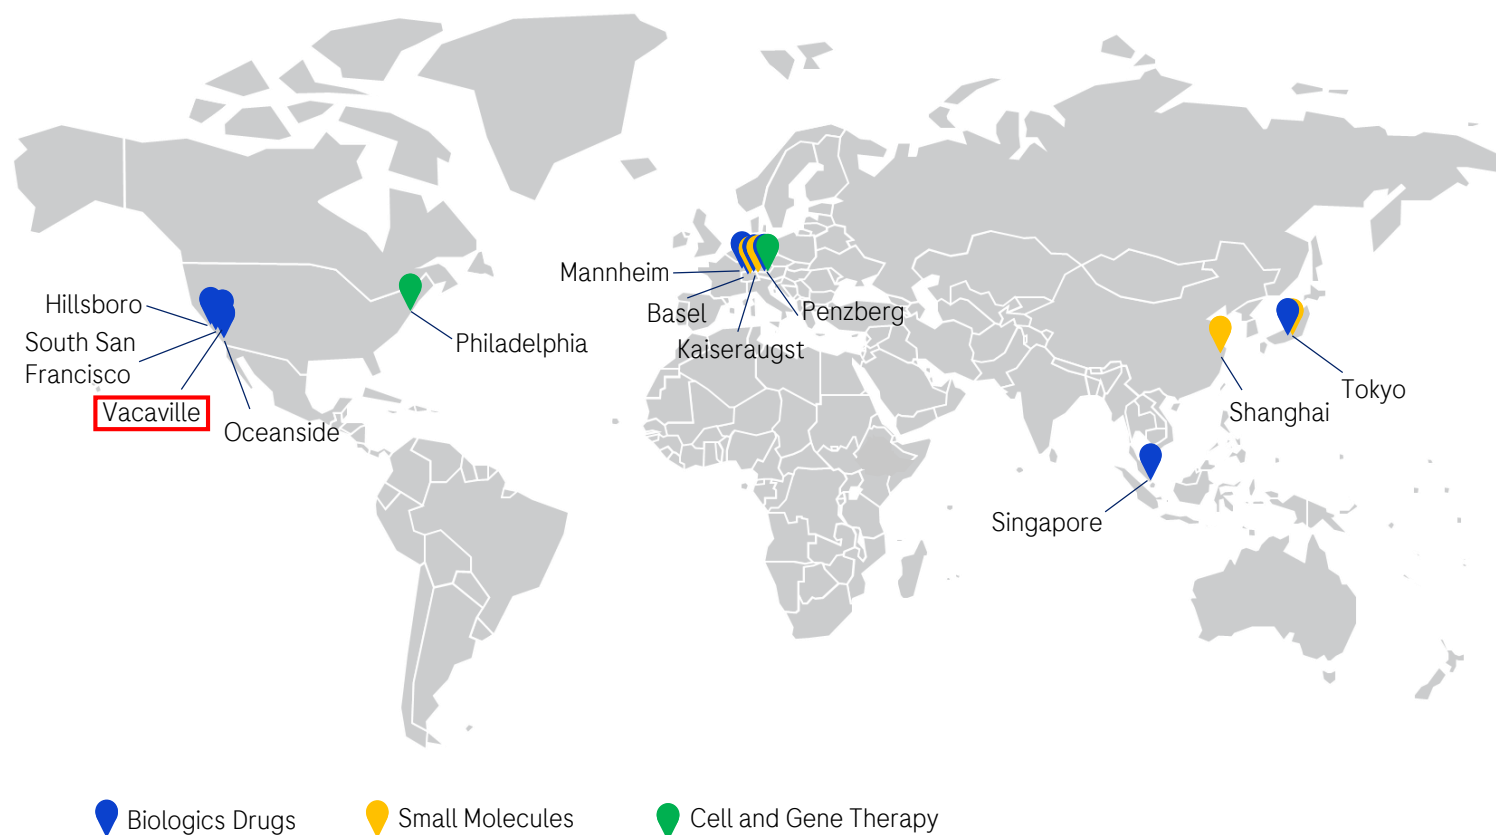 Hillsboro
South San
Francisco
Vacaville
Oceanside
Philadelphia
Mannheim
Basel
Kaiseraugst
Penzberg
Tokyo
Shanghai
Singapore
Biologics Drugs
Small Molecules
Cell and Gene Therapy